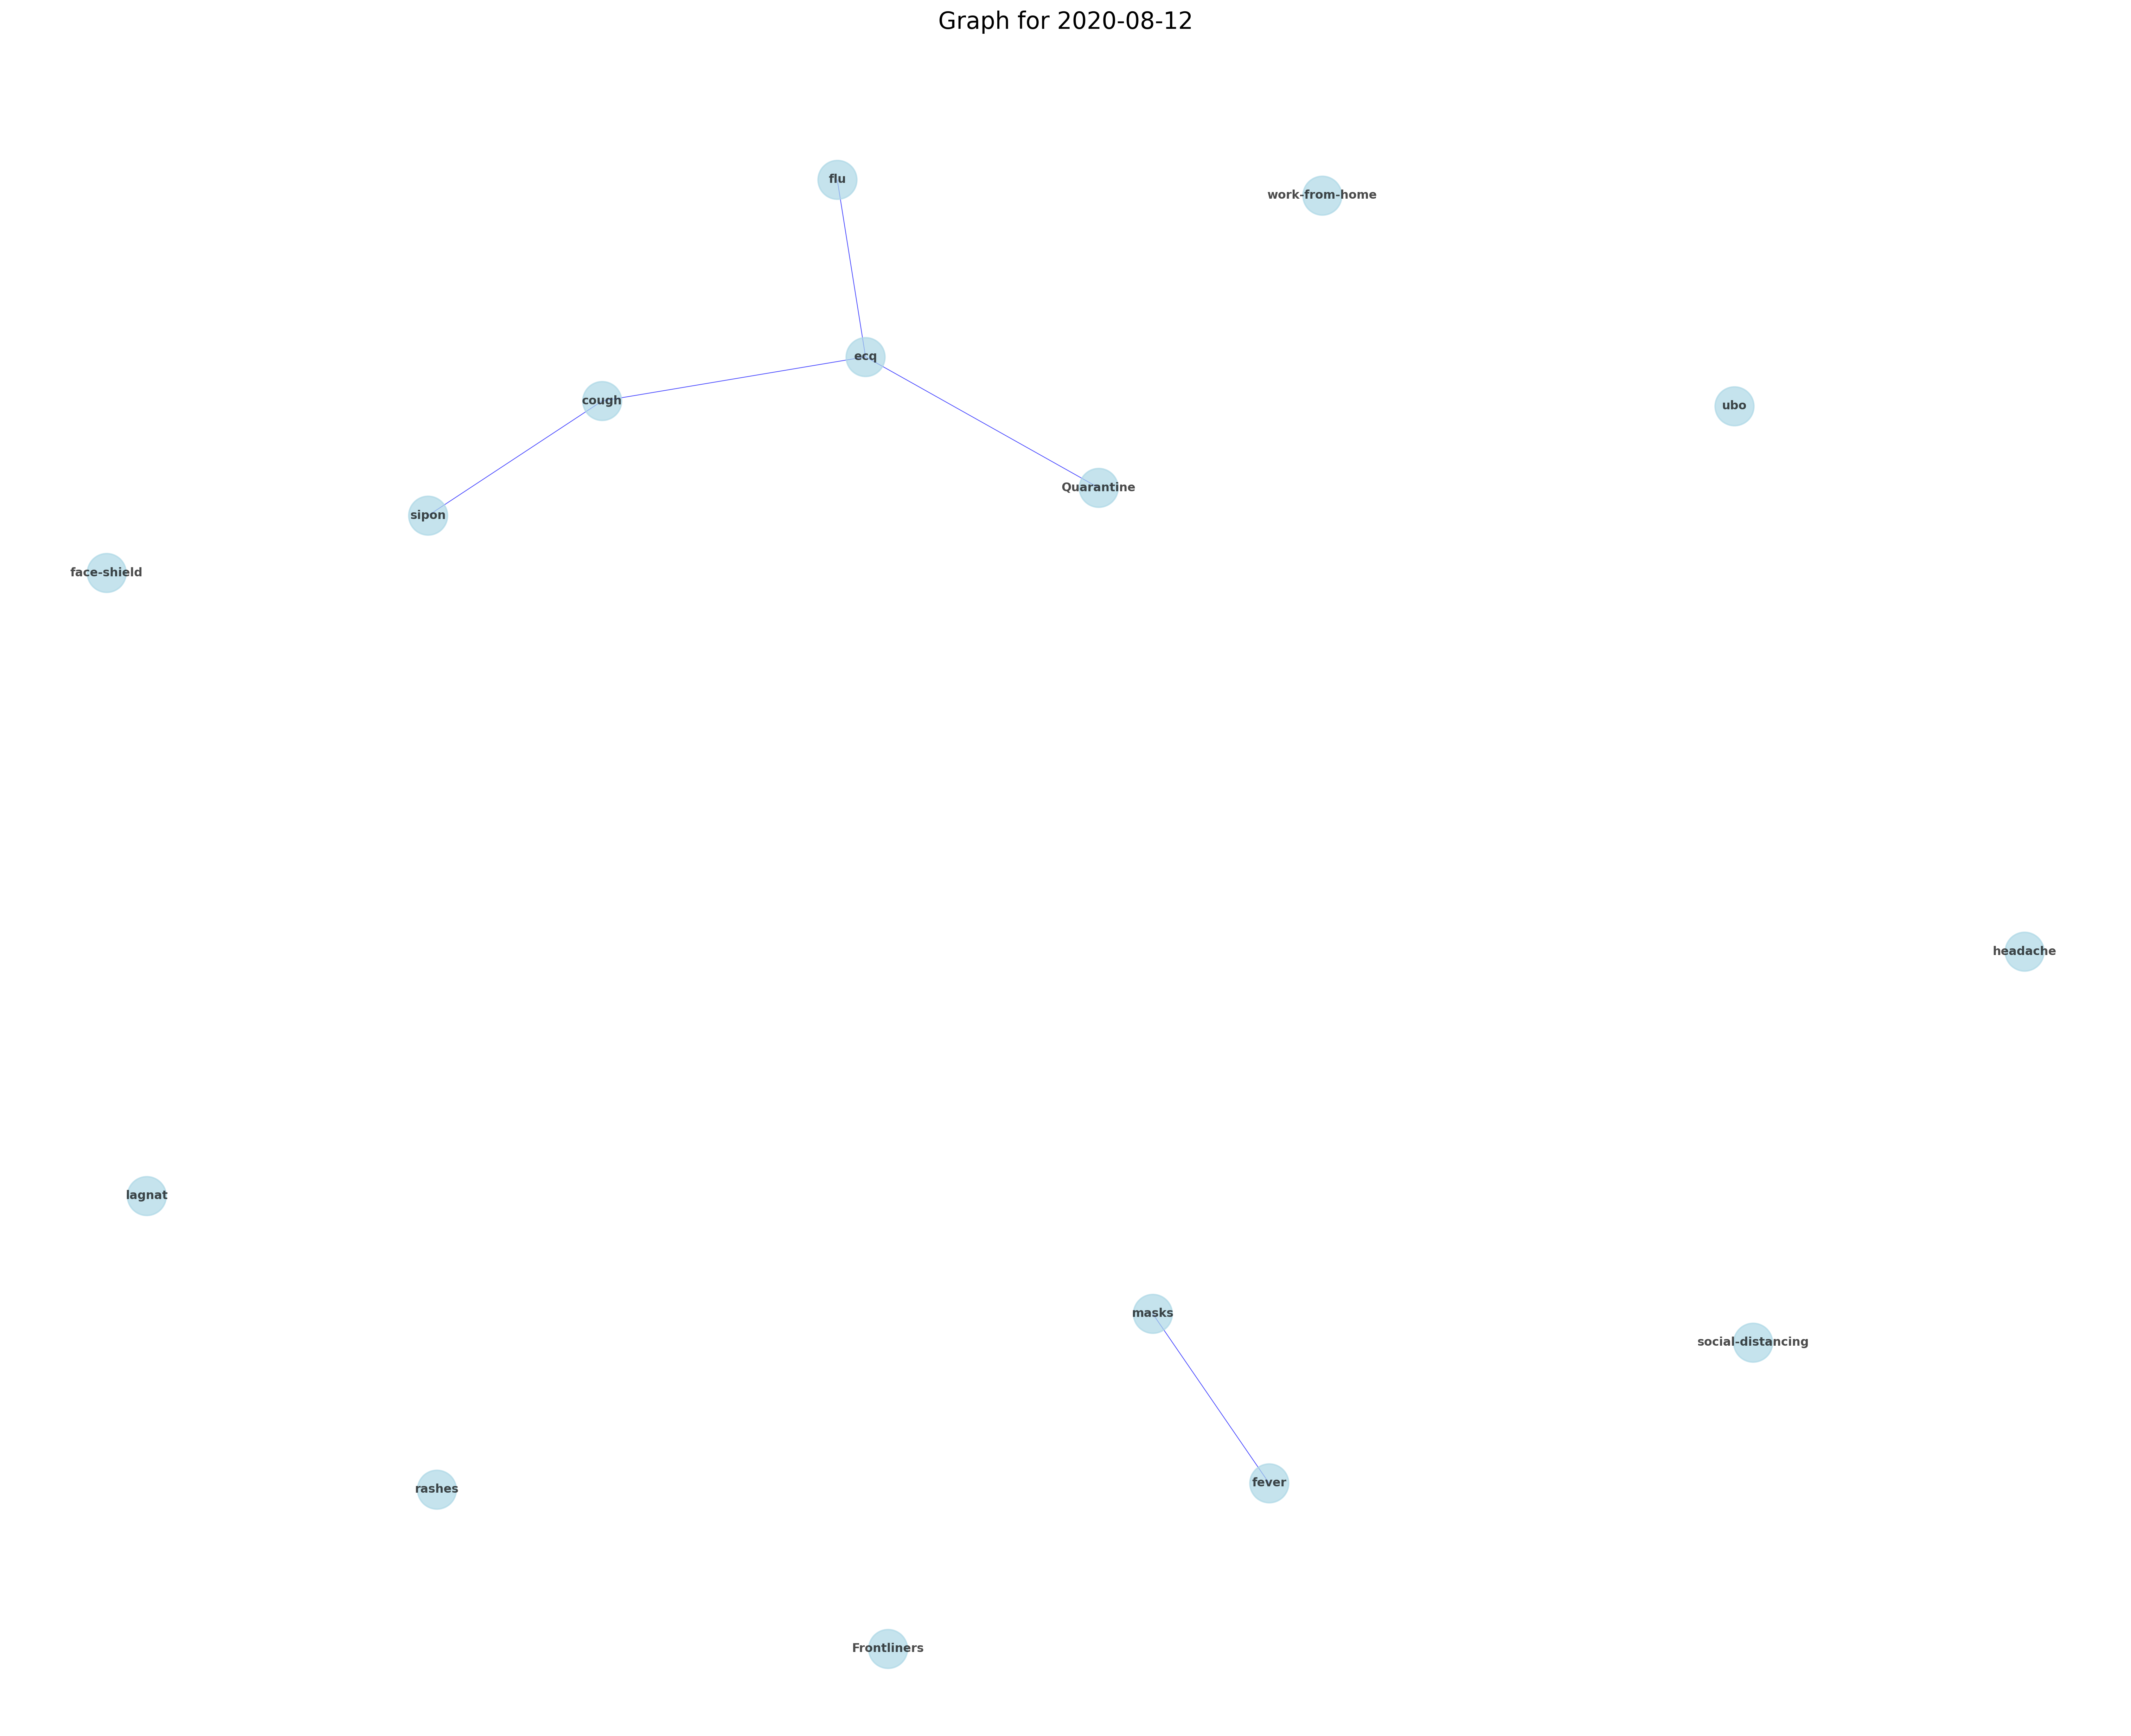 Graph for 2020-08-12
flu
work-from-home
ecq
cough
ubo
Quarantine
sipon
face-shield
headache
lagnat
masks
social-distancing
fever
rashes
Frontliners